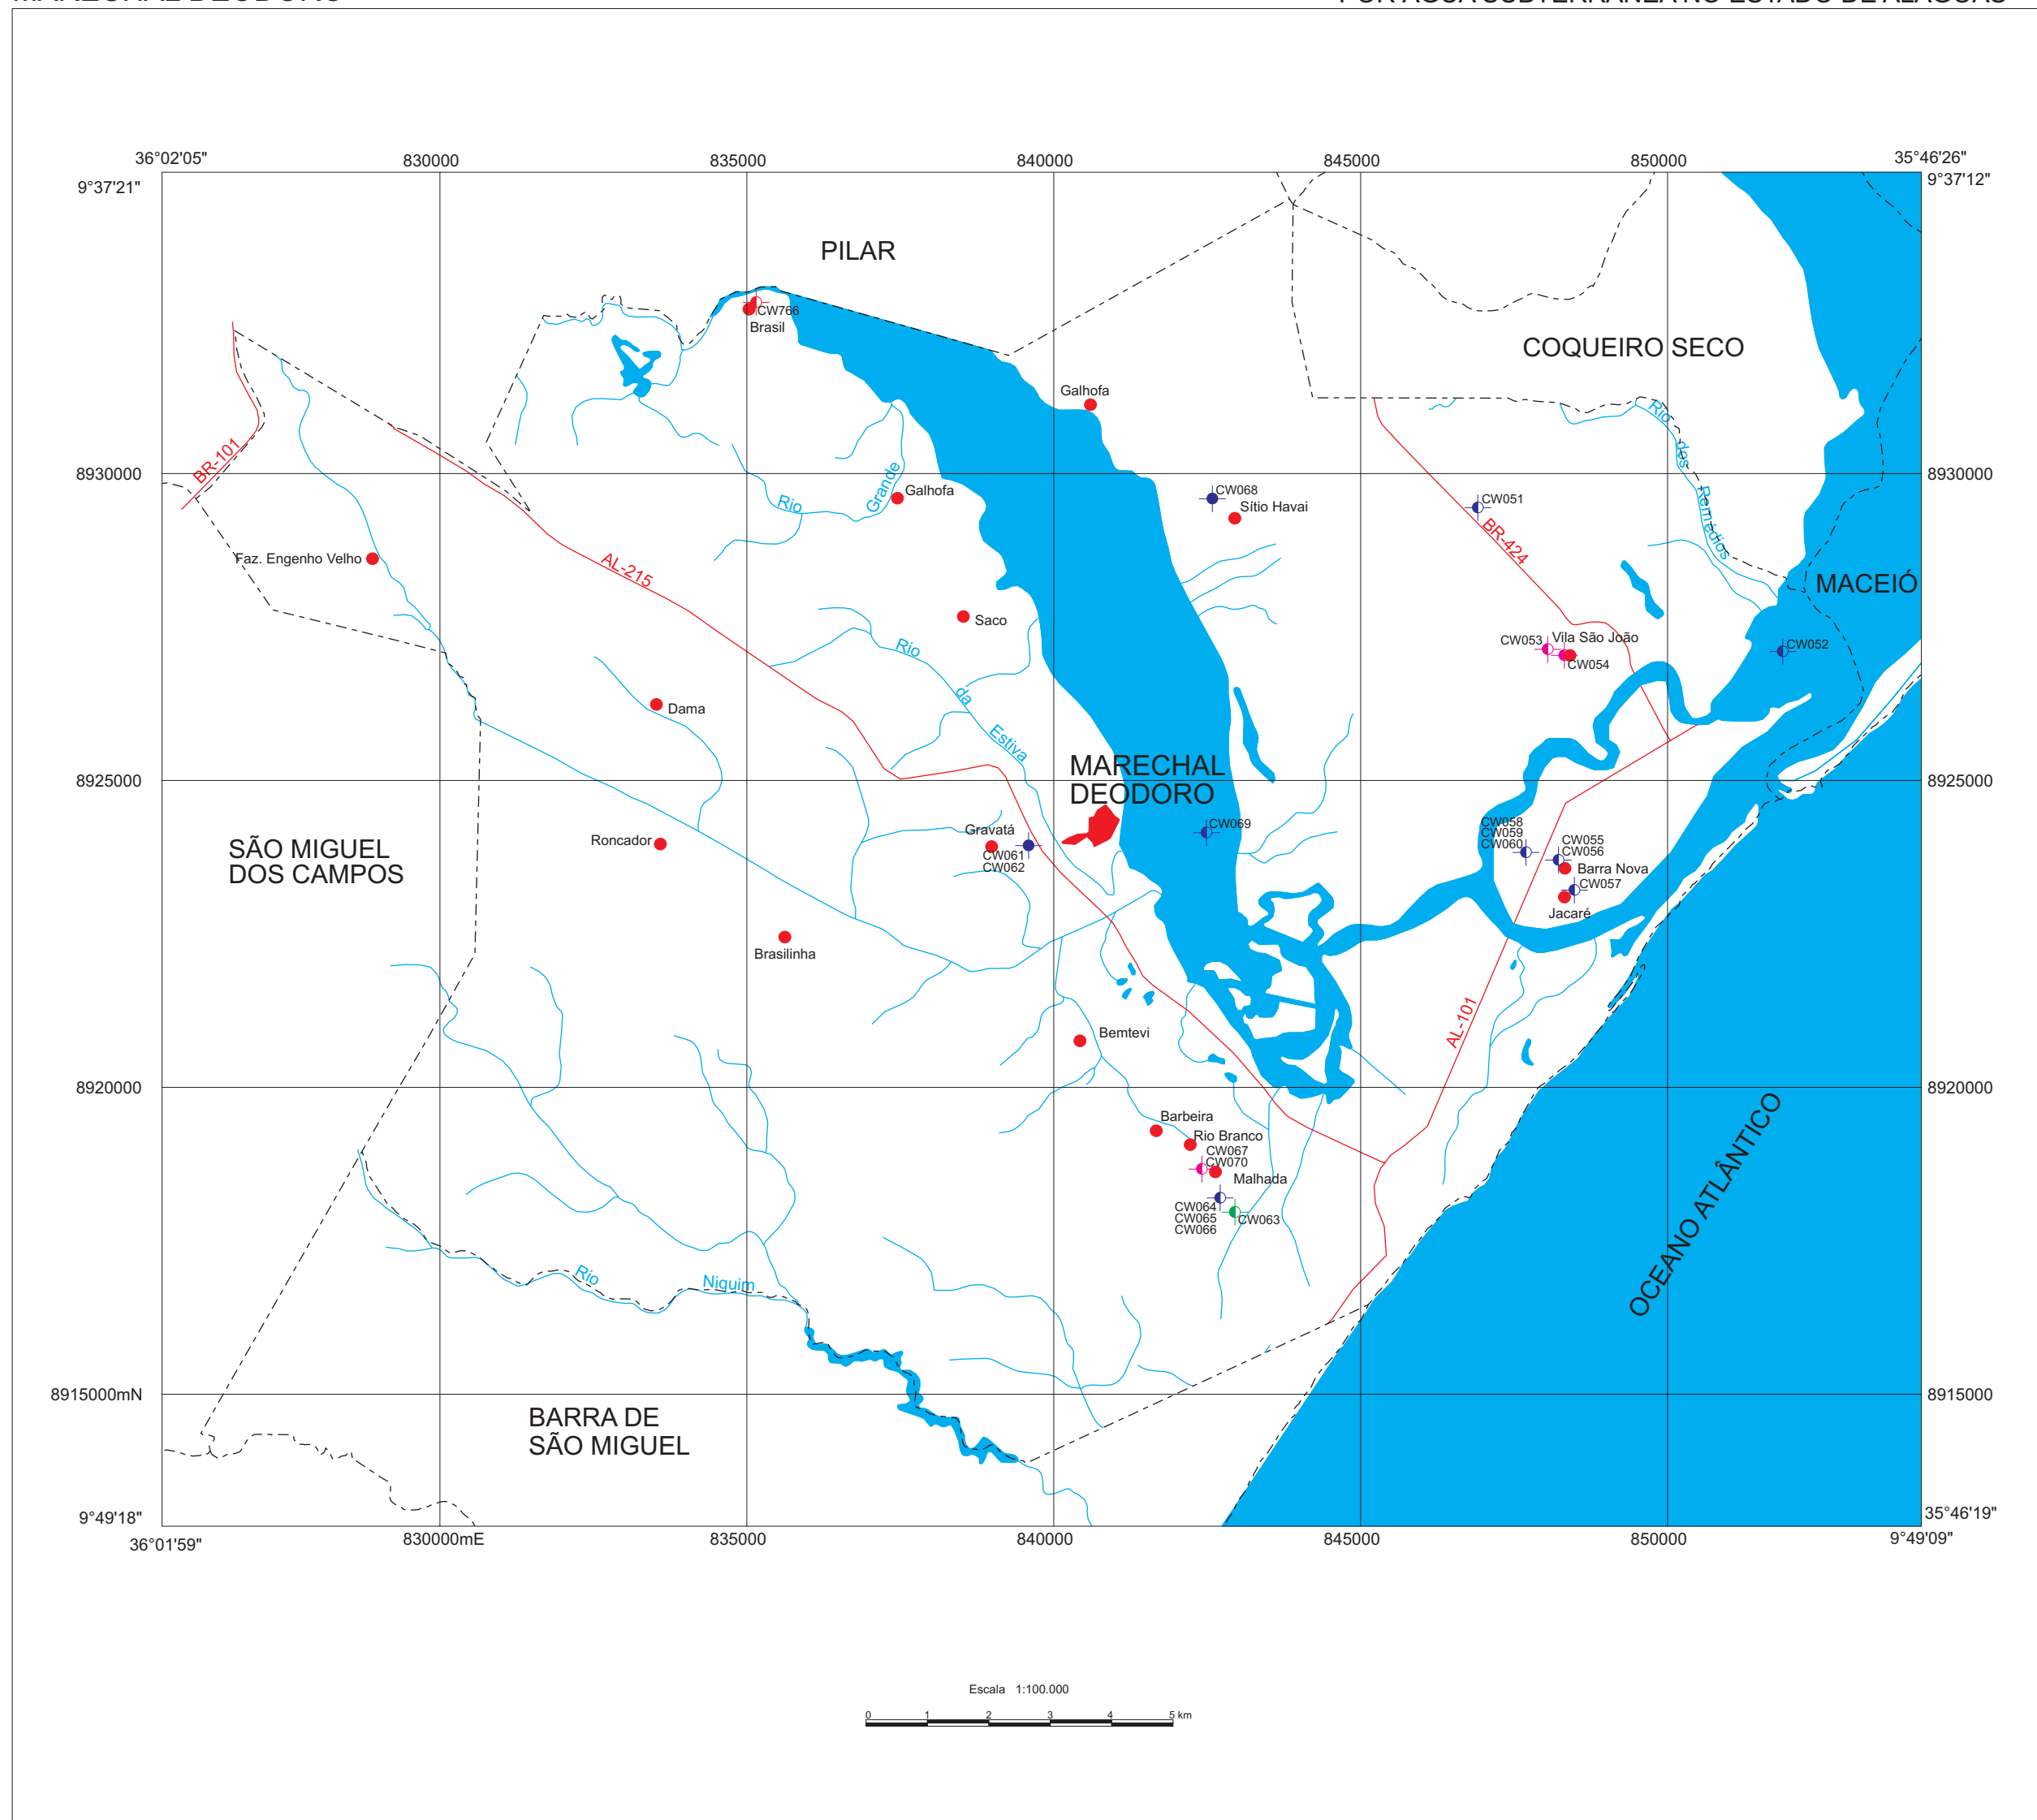 36°02'05"
830000
835000
840000
845000
850000
35°46'26"
9°37'21"
9°37'12"
PILAR
CW766
Brasil
COQUEIRO SECO
Galhofa
Rio
dos
Remédios
BR-101
8930000
8930000
Grande
Rio
Galhofa
CW068
Sítio Havai
CW051
BR-424
Faz. Engenho Velho
AL-215
MACEIÓ
Saco
Rio
da
Estiva
CW053
Vila São João
CW054
CW052
Dama
MARECHAL
DEODORO
8925000
8925000
SÃO MIGUEL
DOS CAMPOS
Roncador
Gravatá
CW061
CW062
CW069
CW058
CW059
CW060
CW055
CW056
Barra Nova
CW057
Jacaré
Brasilinha
AL-101
Bemtevi
8920000
8920000
Barbeira
Rio Branco
CW067
CW070
Malhada
CW064
CW065
CW066
CW063
OCEANO ATLÂNTICO
Rio
Niquim
8915000mN
8915000
BARRA DE
SÃO MIGUEL
9°49'18"
35°46'19"
36°01'59"
830000mE
835000
840000
845000
850000
9°49'09"
Escala 1:100.000
0 1 2 3 4 5 km